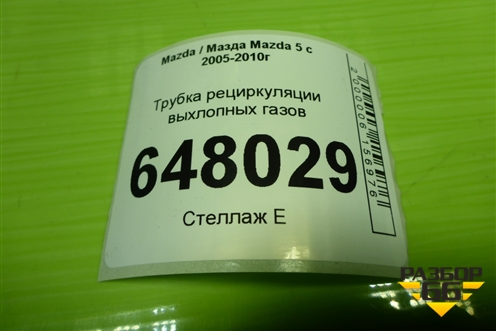 Mazda / Мазда Mazda 5 с
2005-2010г
Трубка рециркуляции
выхлопных газов
648029
Стеллаж Е
2000006156976
РАЗБОР
66